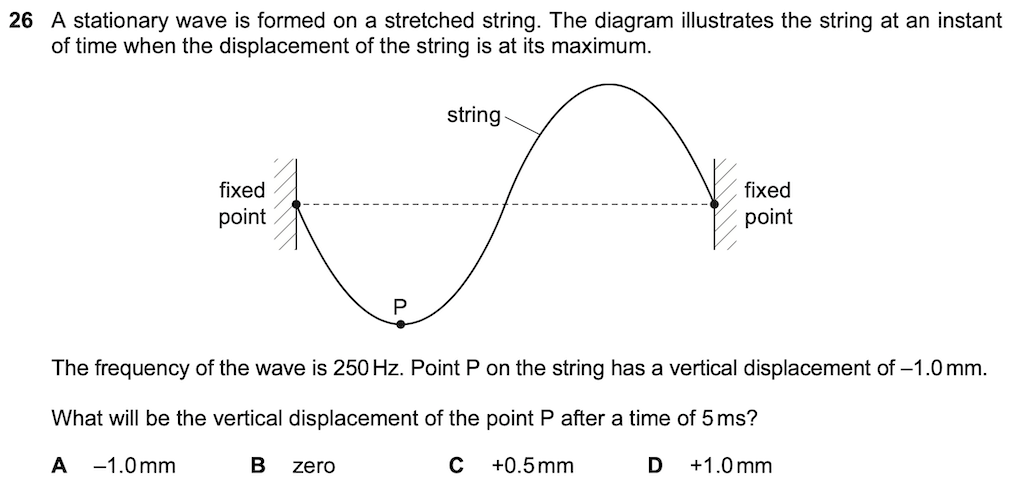 26 A stationary wave is formed on a stretched string. The diagram illustrates the string at an instant
of time when the displacement of the string is at its maximum.
string
fixed
point
fixed
point
P
The frequency of the wave is 250 Hz. Point P on the string has a vertical displacement of –1.0 mm.
What will be the vertical displacement of the point P after a time of 5 ms?
A –1.0 mm B zero C +0.5 mm D +1.0 mm